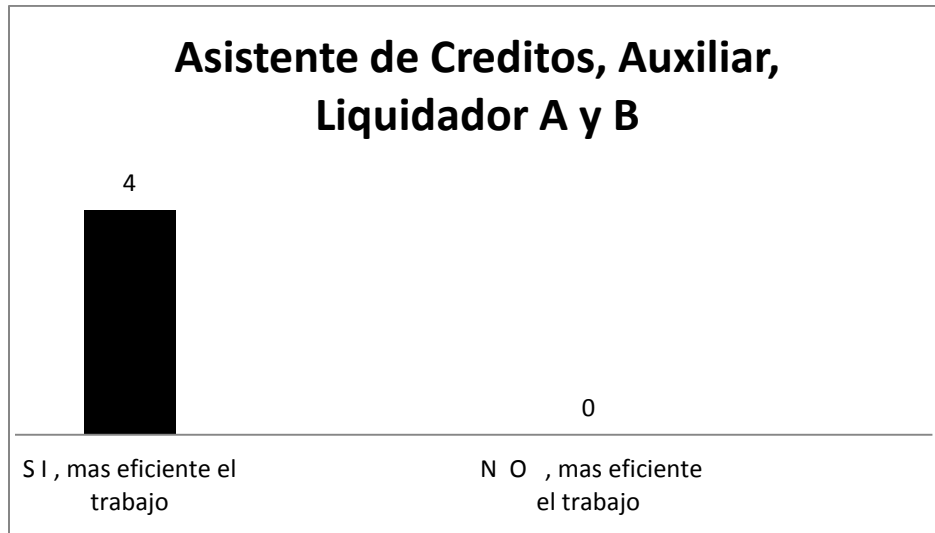 Asistente de Creditos, Auxiliar,
Liquidador A y B
4
0
S I , mas eficiente el
trabajo
N O , mas eficiente
el trabajo